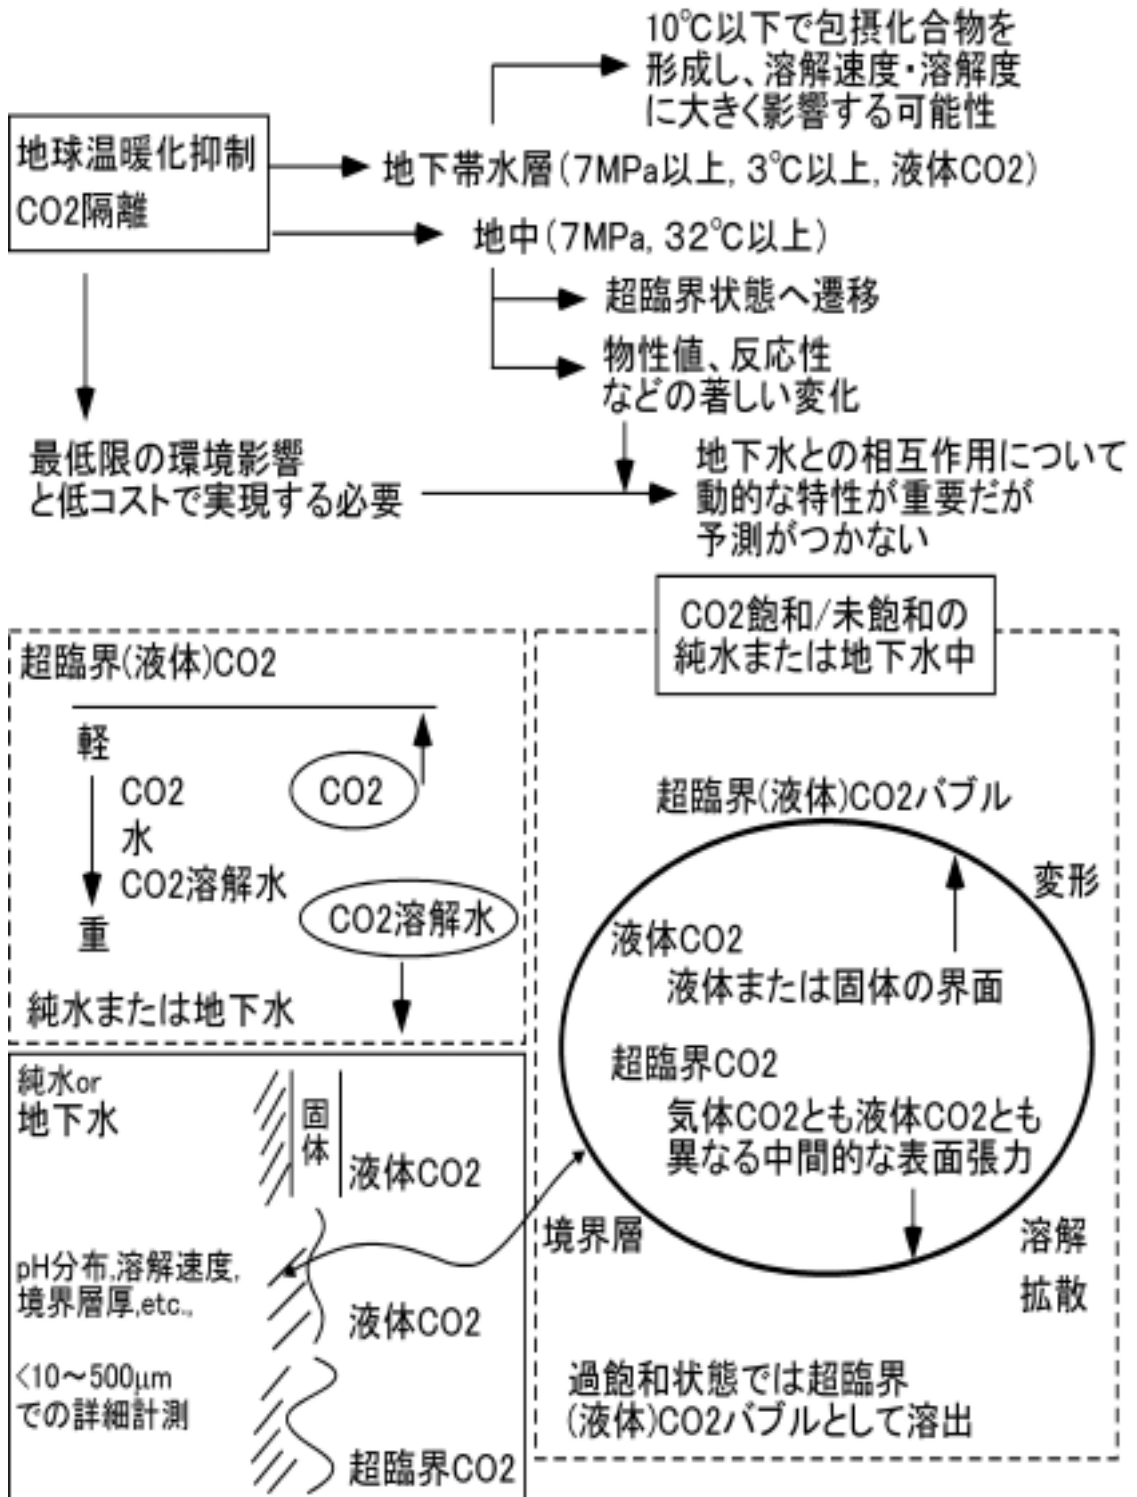 10℃以下で包摂化合物を
形成し、溶解速度・溶解度
に大きく影響する可能性
地球温暖化抑制
CO2隔離
地下帯水層(7MPa以上, 3℃以上, 液体CO2)
地中(7MPa, 32℃以上)
超臨界状態へ遷移
物性値、反応性
などの著しい変化
最低限の環境影響
と低コストで実現する必要
地下水との相互作用について
動的な特性が重要だが
予測がつかない
超臨界(液体)CO2
軽
CO2
水
CO2溶解水
重
CO2
CO2溶解水
純水または地下水
CO2飽和/未飽和の
純水または地下水中
超臨界(液体)CO2バブル
変形
液体CO2
液体または固体の界面
超臨界CO2
気体CO2とも液体CO2とも
異なる中間的な表面張力
境界層
溶解
拡散
過飽和状態では超臨界
(液体)CO2バブルとして溶出
純水or
地下水
固
体
液体CO2
pH分布,溶解速度,
境界層厚,etc.,
液体CO2
<10～500μm
での詳細計測
超臨界CO2